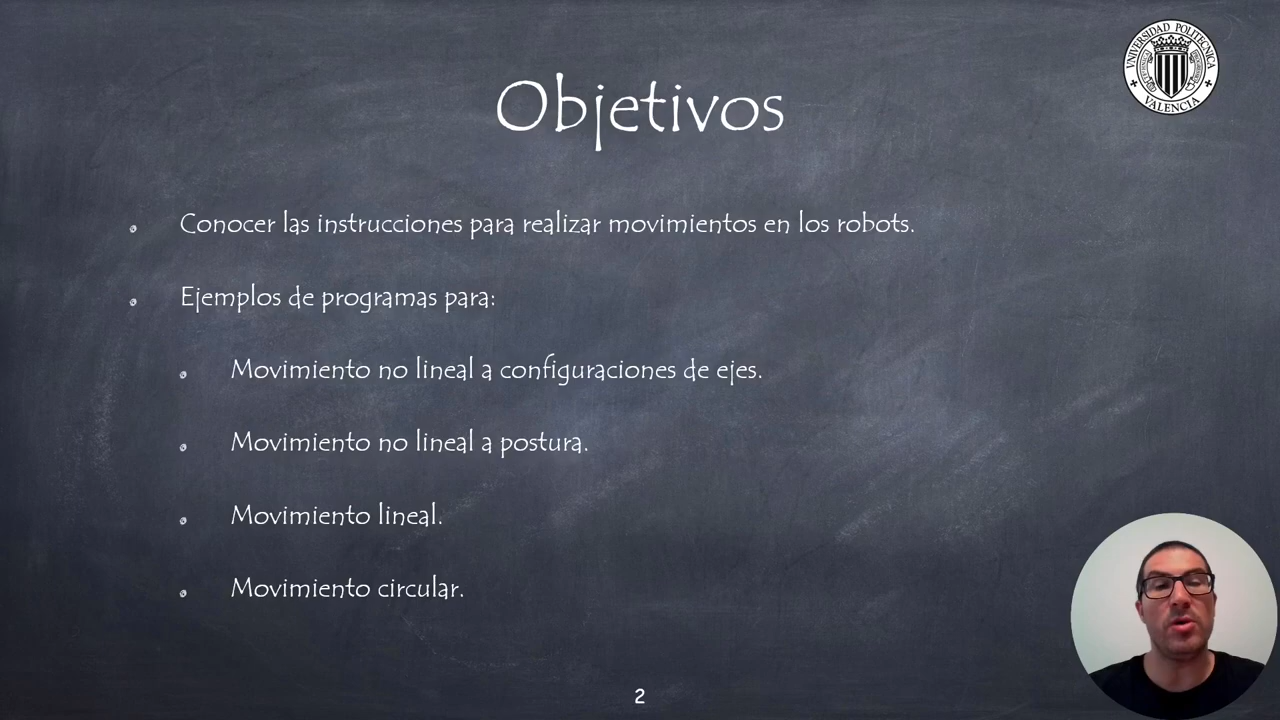 UNIVERSIDAD POLITECNICA
VALENCIA
Objetivos
Conocer las instrucciones para realizar movimientos en los robots.
Ejemplos de programas para:
Movimiento no lineal a configuraciones de ejes.
Movimiento no lineal a postura.
Movimiento lineal.
Movimiento circular.
2